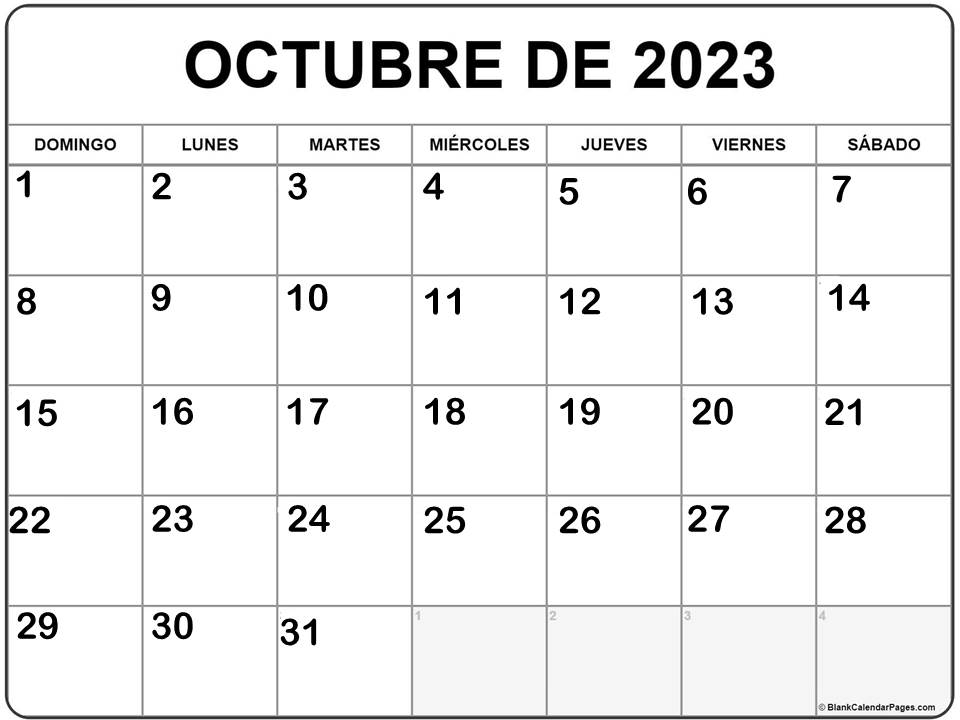 OCTUBRE DE 2023
DOMINGO LUNES MARTES MIÉRCOLES JUEVES VIERNES SÁBADO
1 2 3 4 5 6 7
8 9 10 11 12 13 14
15 16 17 18 19 20 21
22 23 24 25 26 27 28
29 30 31 1 2 3 4
© BlankCalendarPages.com